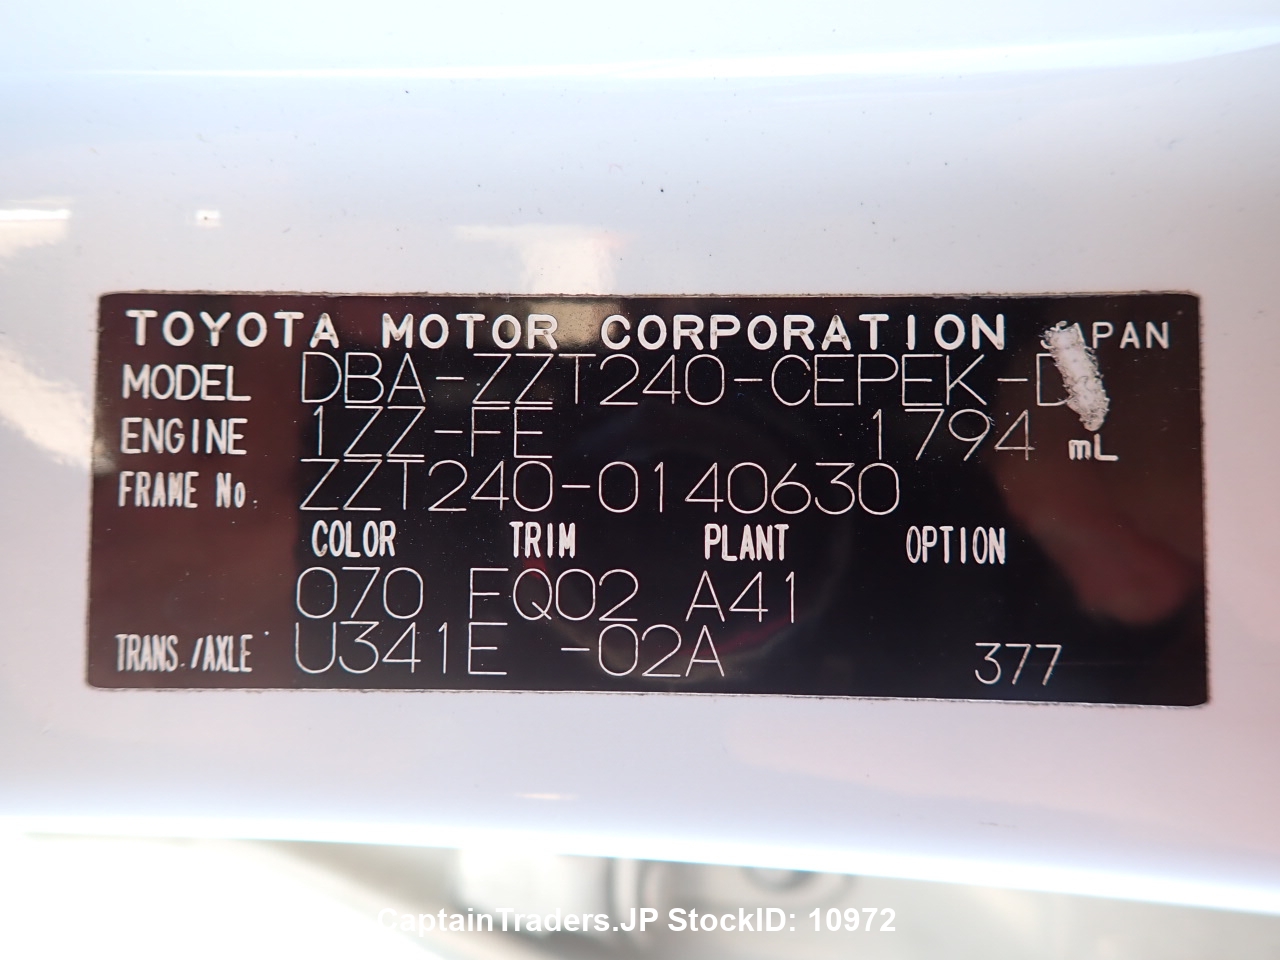 TOYOTA MOTOR CORPORATION JAPAN
MODEL DBA-ZZT240-CEPEK-D
ENGINE 1ZZ-FE 1794 mL
FRAME No. ZZT240-0140630
COLOR TRIM PLANT OPTION
070 FQ02 A41
TRANS./AXLE U341E -02A 377
CaptainTraders.JP StockID: 10972